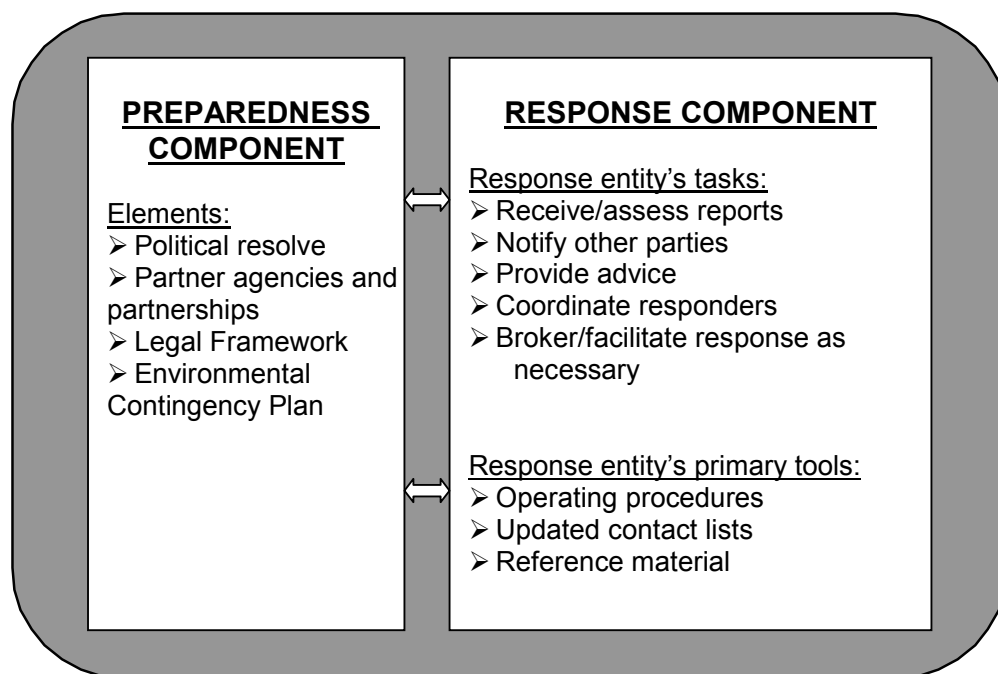 PREPAREDNESS
COMPONENT
Elements:
➢ Political resolve
➢ Partner agencies and
partnerships
➢ Legal Framework
➢ Environmental
Contingency Plan
RESPONSE COMPONENT
Response entity’s tasks:
➢ Receive/assess reports
➢ Notify other parties
➢ Provide advice
➢ Coordinate responders
➢ Broker/facilitate response as
necessary
Response entity’s primary tools:
➢ Operating procedures
➢ Updated contact lists
➢ Reference material